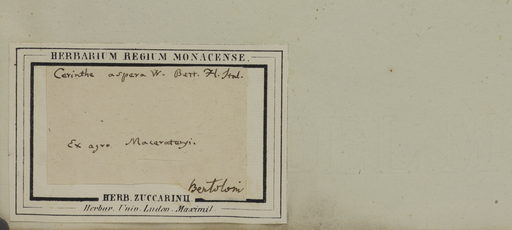 HERBARIUM REGIUM MONACENSE.
Cerinthe aspera W. Bert. Fl. Ital.
Ex agro Maceratensi.
Bertoloni
HERB. ZUCCARINII
Herbar. Univ. Ludov. Maximil.